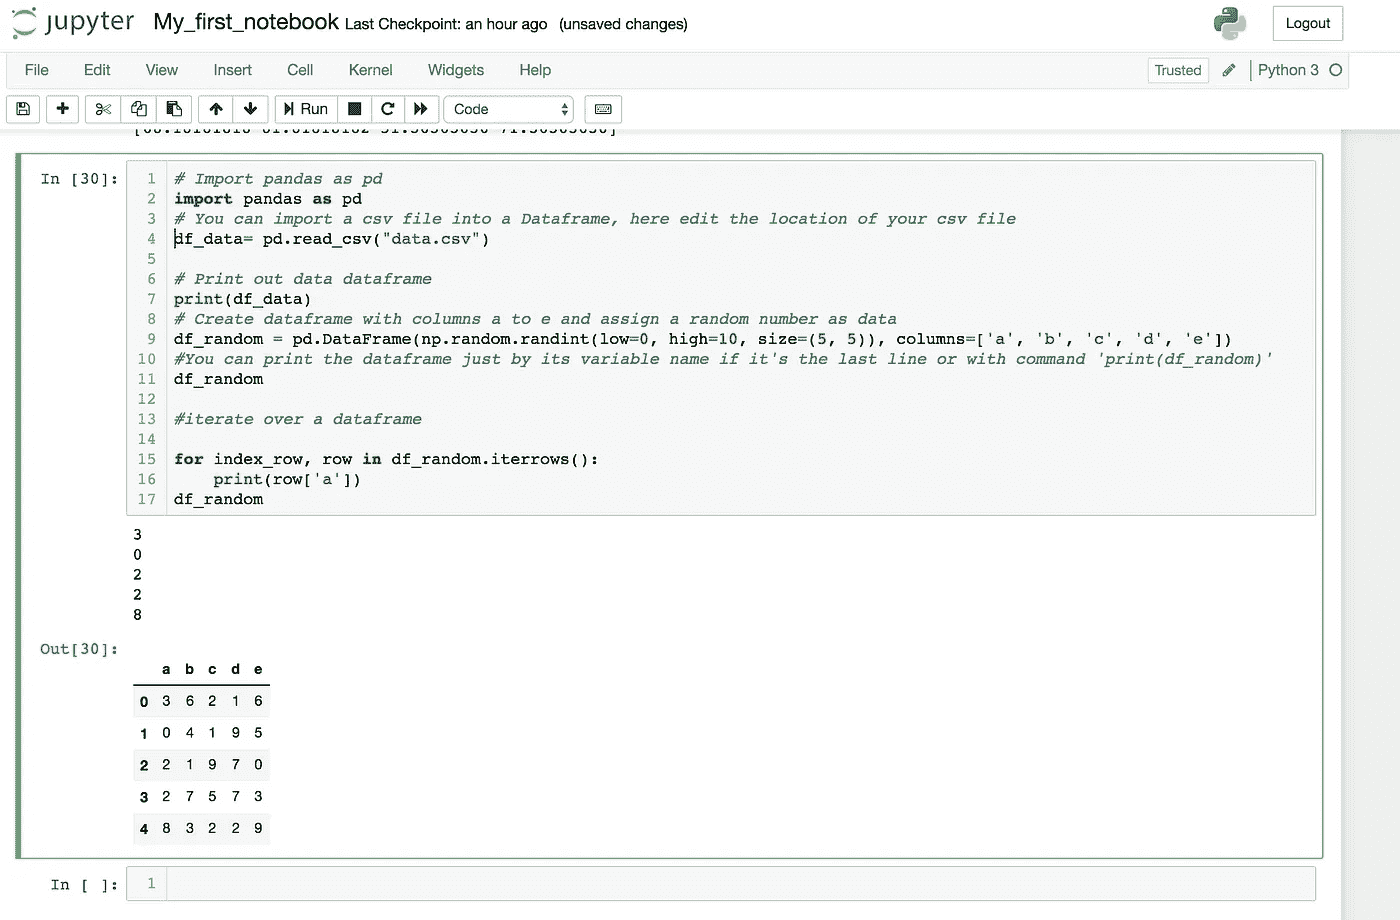 jupyter My_first_notebook Last Checkpoint: an hour ago (unsaved changes) Logout
File Edit View Insert Cell Kernel Widgets Help Trusted Python 3
Run Code
In [30]:
1 # Import pandas as pd
2 import pandas as pd
3 # You can import a csv file into a Dataframe, here edit the location of your csv file
4 df_data= pd.read_csv("data.csv")
5
6 # Print out data dataframe
7 print(df_data)
8 # Create dataframe with columns a to e and assign a random number as data
9 df_random = pd.DataFrame(np.random.randint(low=0, high=10, size=(5, 5)), columns=['a', 'b', 'c', 'd', 'e'])
10 #You can print the dataframe just by its variable name if it's the last line or with command 'print(df_random)'
11 df_random
12
13 #iterate over a dataframe
14
15 for index_row, row in df_random.iterrows():
16     print(row['a'])
17 df_random
3
0
2
2
8
Out[30]:
a b c d e
0 3 6 2 1 6
1 0 4 1 9 5
2 2 1 9 7 0
3 2 7 5 7 3
4 8 3 2 2 9
In [ ]: 1